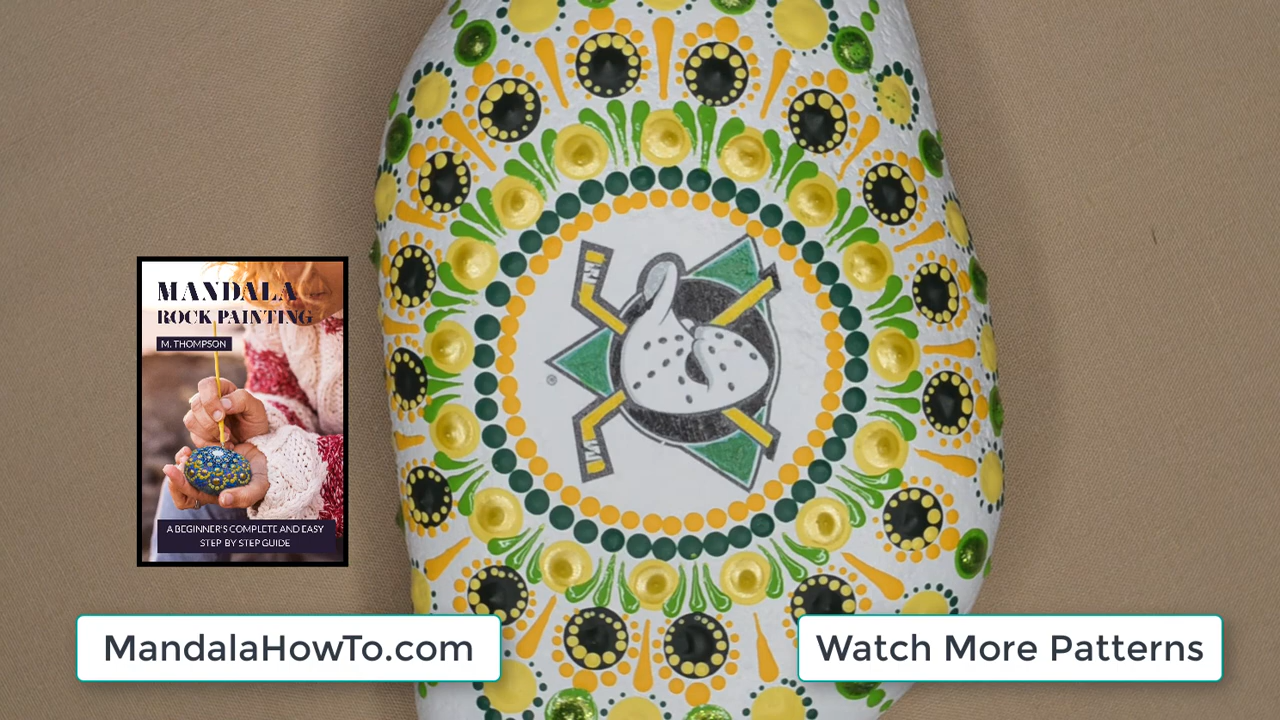 MANDALA
ROCK PAINTING
M. THOMPSON
A BEGINNER'S COMPLETE AND EASY
STEP BY STEP GUIDE
®
MandalaHowTo.com
Watch More Patterns